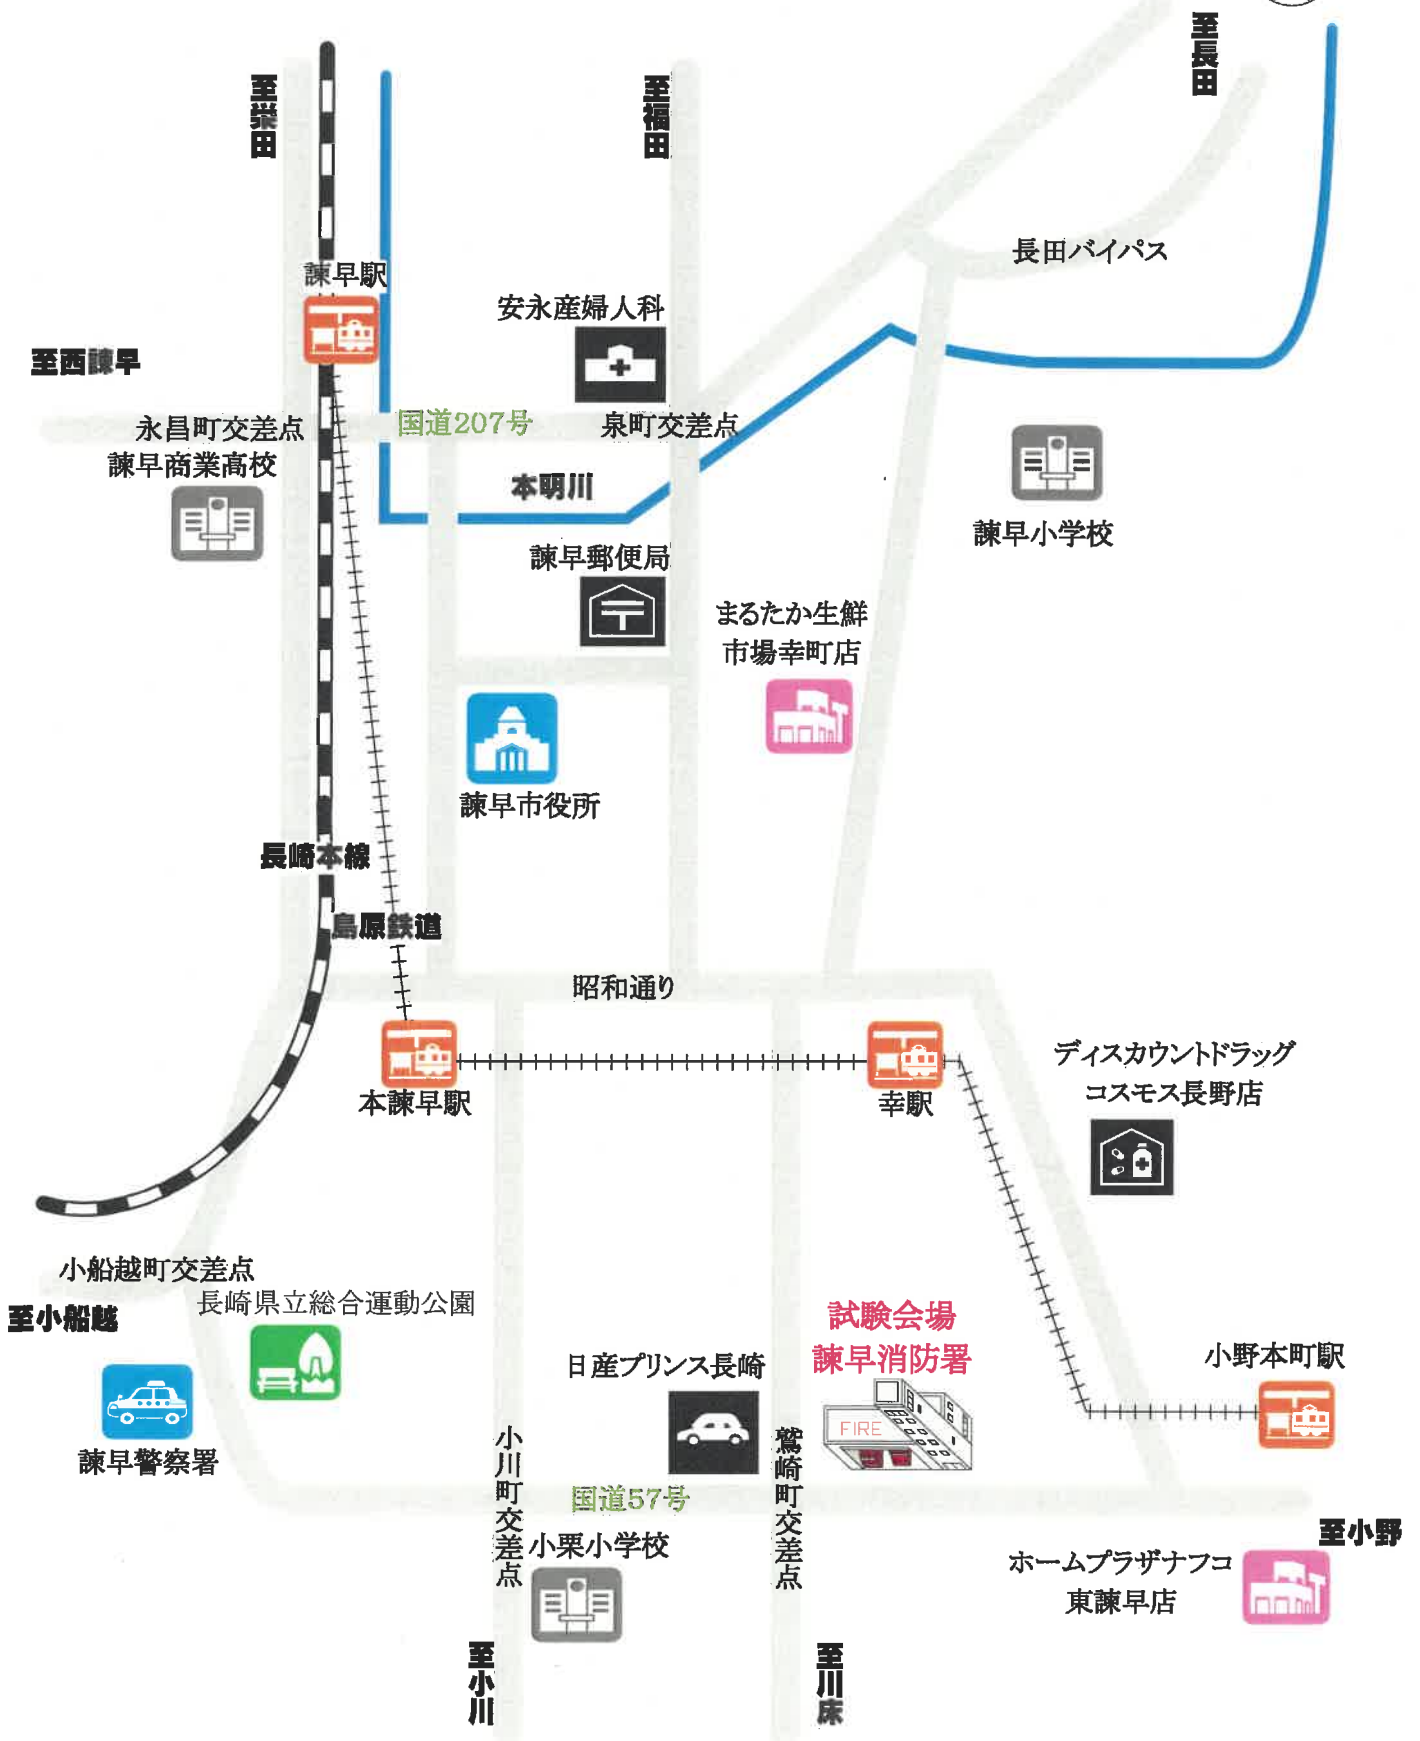 至長田
至栄田
至福田
長田バイパス
諫早駅
安永産婦人科
至西諫早
国道207号
永昌町交差点
泉町交差点
諫早商業高校
本明川
諫早小学校
諫早郵便局
まるたか生鮮
市場幸町店
諫早市役所
長崎本線
島原鉄道
昭和通り
ディスカウントドラッグ
コスモス長野店
本諫早駅
幸駅
小船越町交差点
長崎県立総合運動公園
至小船越
試験会場
諫早消防署
日産プリンス長崎
小野本町駅
FIRE
諫早警察署
小川町交差点
鷲崎町交差点
国道57号
至小野
小栗小学校
ホームプラザナフコ
東諫早店
至小川
至川床